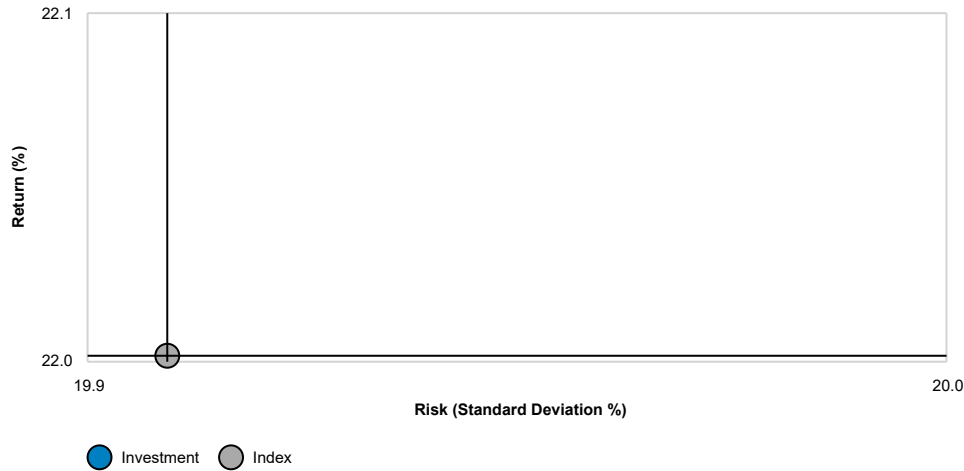 22.1
Return (%)
22.0
19.9
20.0
Risk (Standard Deviation %)
Investment
Index